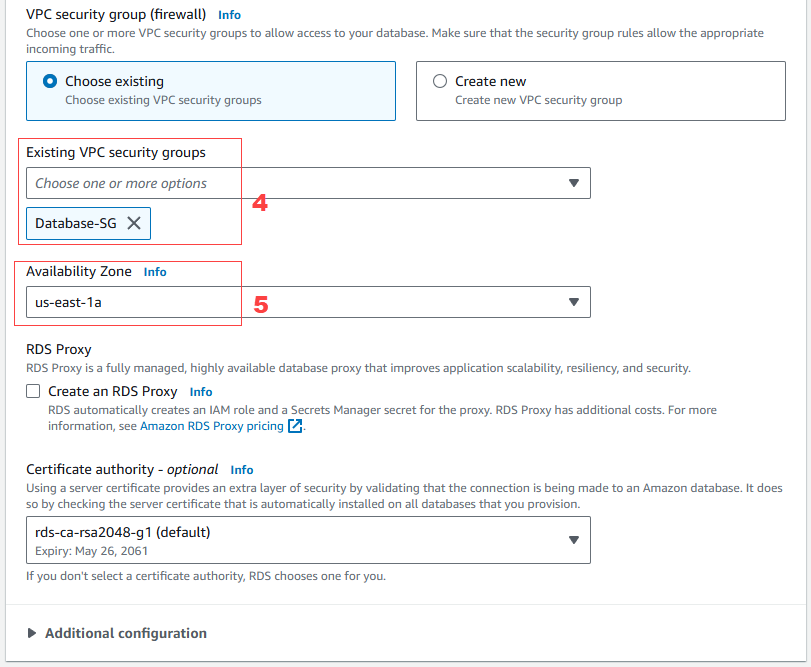 VPC security group (firewall) Info
Choose one or more VPC security groups to allow access to your database. Make sure that the security group rules allow the appropriate
incoming traffic.
Choose existing
Choose existing VPC security groups
Create new
Create new VPC security group
Existing VPC security groups
Choose one or more options
4
Database-SG
Availability Zone Info
us-east-1a
5
RDS Proxy
RDS Proxy is a fully managed, highly available database proxy that improves application scalability, resiliency, and security.
Create an RDS Proxy Info
RDS automatically creates an IAM role and a Secrets Manager secret for the proxy. RDS Proxy has additional costs. For more
information, see Amazon RDS Proxy pricing.
Certificate authority - optional Info
Using a server certificate provides an extra layer of security by validating that the connection is being made to an Amazon database. It does
so by checking the server certificate that is automatically installed on all databases that you provision.
rds-ca-rsa2048-g1 (default)
Expiry: May 26, 2061
If you don't select a certificate authority, RDS chooses one for you.
Additional configuration